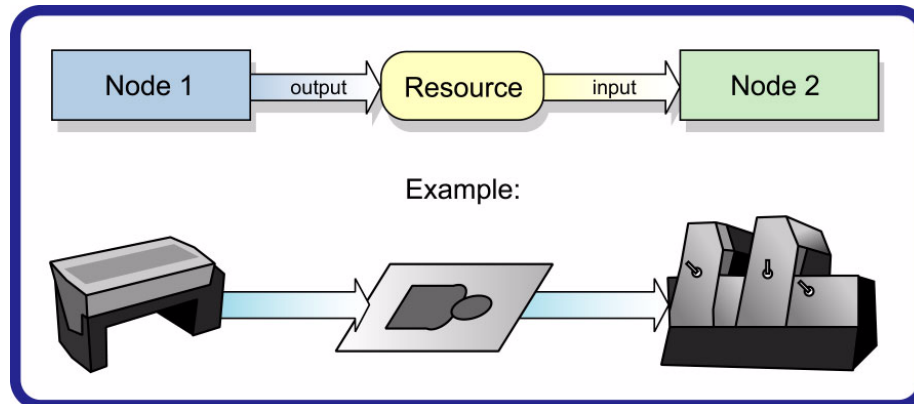 Node 1
output
Resource
input
Node 2
Example: